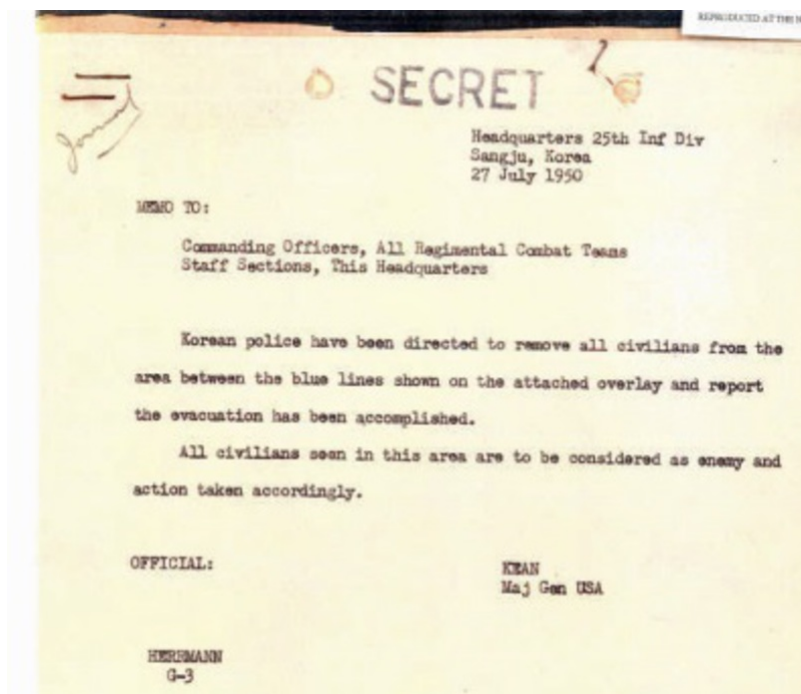 REPRODUCED AT THE
SECRET
Headquarters 25th Inf Div
Sangju, Korea
27 July 1950
MEMO TO:
Commanding Officers, All Regimental Combat Teams
Staff Sections, This Headquarters
Korean police have been directed to remove all civilians from the
area between the blue lines shown on the attached overlay and report
the evacuation has been accomplished.
All civilians seen in this area are to be considered as enemy and
action taken accordingly.
OFFICIAL:
KEAN
Maj Gen USA
HERRMANN
G-3